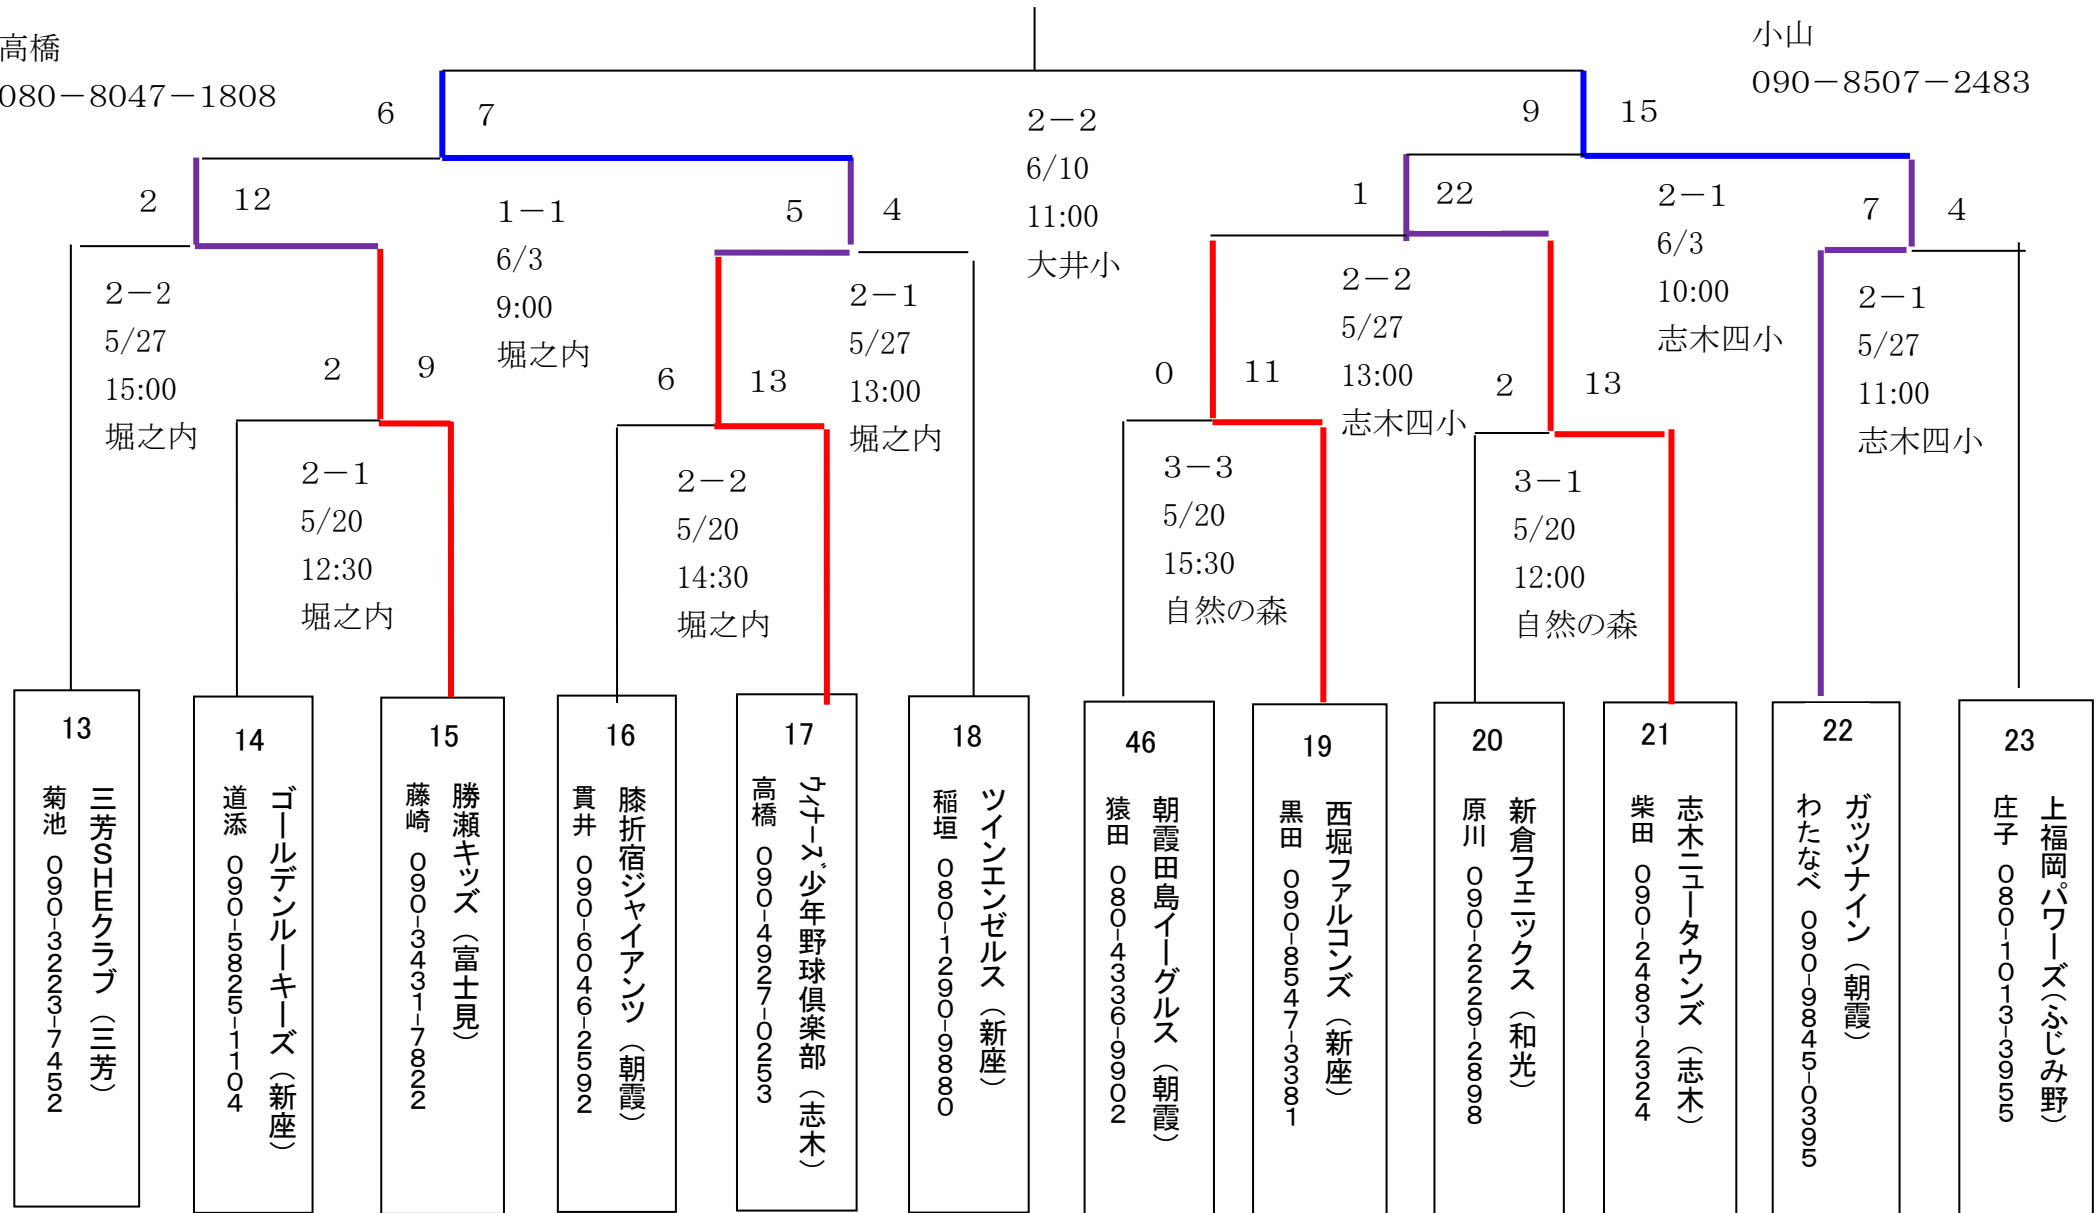 高橋
080－8047－1808
小山
090－8507－2483
6
7
9
15
2－2
6/10
11:00
大井小
2
12
5
4
1
22
7
4
1－1
6/3
9:00
堀之内
2－1
6/3
10:00
志木四小
2－2
5/27
15:00
堀之内
2－1
5/27
13:00
堀之内
2－2
5/27
13:00
志木四小
2－1
5/27
11:00
志木四小
2
9
6
13
0
11
2
13
2－1
5/20
12:30
堀之内
2－2
5/20
14:30
堀之内
3－3
5/20
15:30
自然の森
3－1
5/20
12:00
自然の森
13
三芳SHEクラブ（三芳）
菊池 090-3223-7452
14
ゴールデンルーキーズ（新座）
道添 090-5825-1104
15
勝瀬キッズ（富士見）
藤崎 090-3431-7822
16
膝折宿ジャイアンツ（朝霞）
貫井 090-6046-2592
17
ウィナーズ少年野球倶楽部（志木）
高橋 090-4927-0253
18
ツインエンゼルス（新座）
稲垣 080-1290-9880
46
朝霞田島イーグルス（朝霞）
猿田 080-4336-9902
19
西堀ファルコンズ（新座）
黒田 090-8547-3381
20
新倉フェニックス（和光）
原川 090-2229-2898
21
志木ニュータウンズ（志木）
柴田 090-2483-2324
22
ガッツナイン（朝霞）
わたなべ 090-9845-0395
23
上福岡パワーズ（ふじみ野）
庄子 080-1013-3955